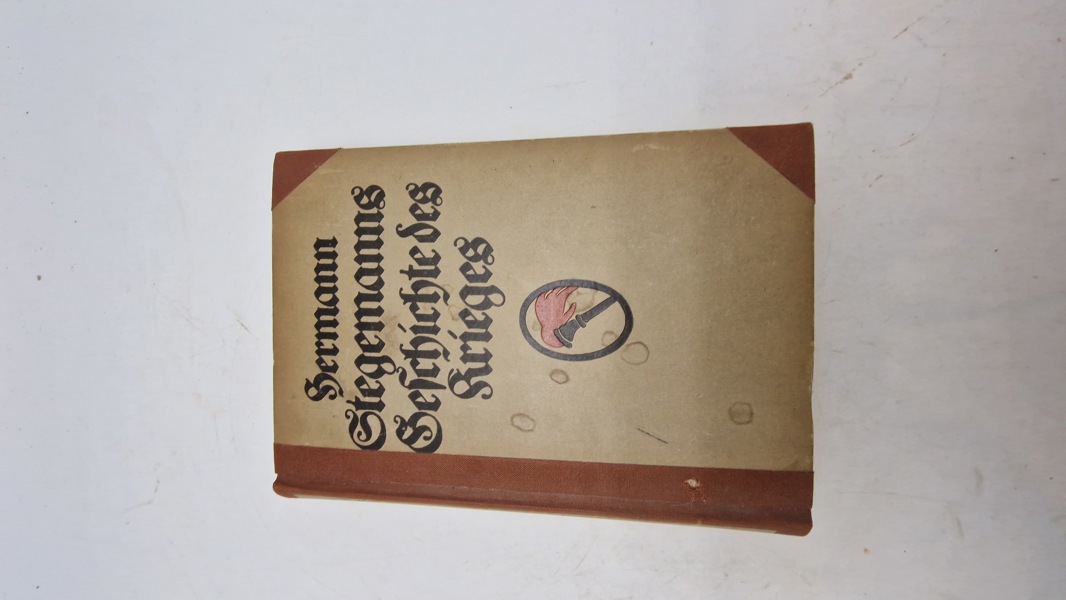 Hermann
Stegemanns
Geſchichte des
Krieges